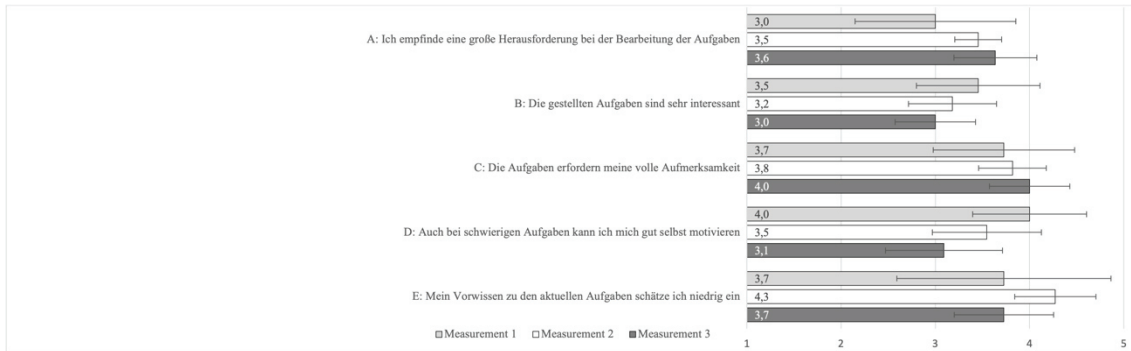 A: Ich empfinde eine große Herausforderung bei der Bearbeitung der Aufgaben
3,0
3,5
3,6
B: Die gestellten Aufgaben sind sehr interessant
3,5
3,2
3,0
C: Die Aufgaben erfordern meine volle Aufmerksamkeit
3,7
3,8
4,0
D: Auch bei schwierigen Aufgaben kann ich mich gut selbst motivieren
4,0
3,5
3,1
E: Mein Vorwissen zu den aktuellen Aufgaben schätze ich niedrig ein
3,7
4,3
3,7
Measurement 1 Measurement 2 Measurement 3
1 2 3 4 5